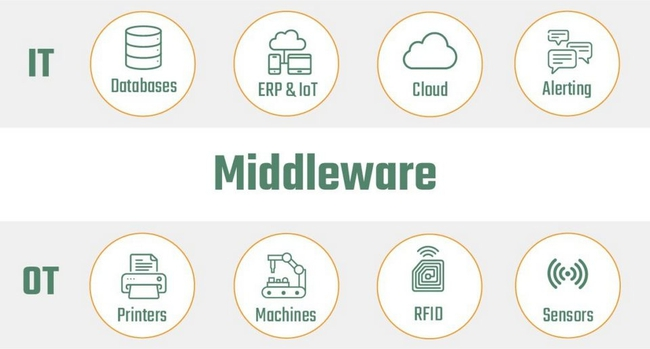 IT
Databases
ERP & IoT
Cloud
Alerting
Middleware
OT
Printers
Machines
RFID
Sensors